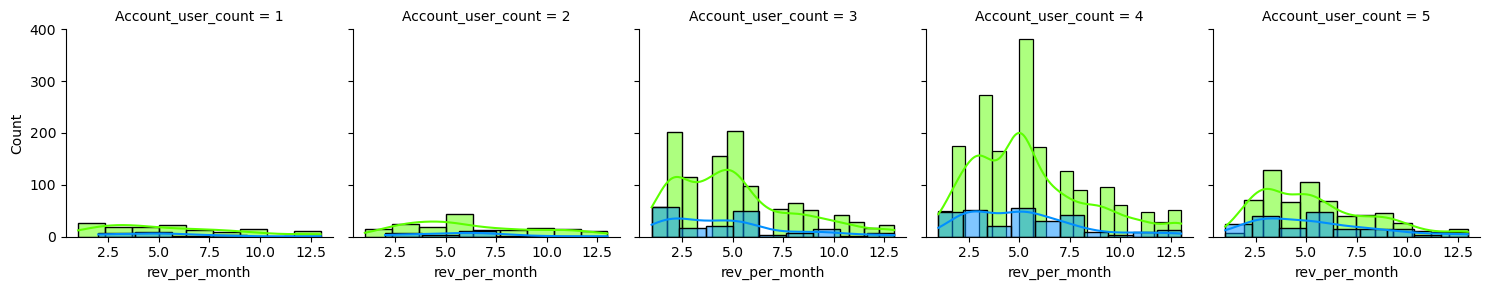 Account_user_count = 1 Account_user_count = 2 Account_user_count = 3 Account_user_count = 4 Account_user_count = 5
400
300
200
100
0
Count
2.5 5.0 7.5 10.0 12.5 2.5 5.0 7.5 10.0 12.5 2.5 5.0 7.5 10.0 12.5 2.5 5.0 7.5 10.0 12.5 2.5 5.0 7.5 10.0 12.5
rev_per_month rev_per_month rev_per_month rev_per_month rev_per_month